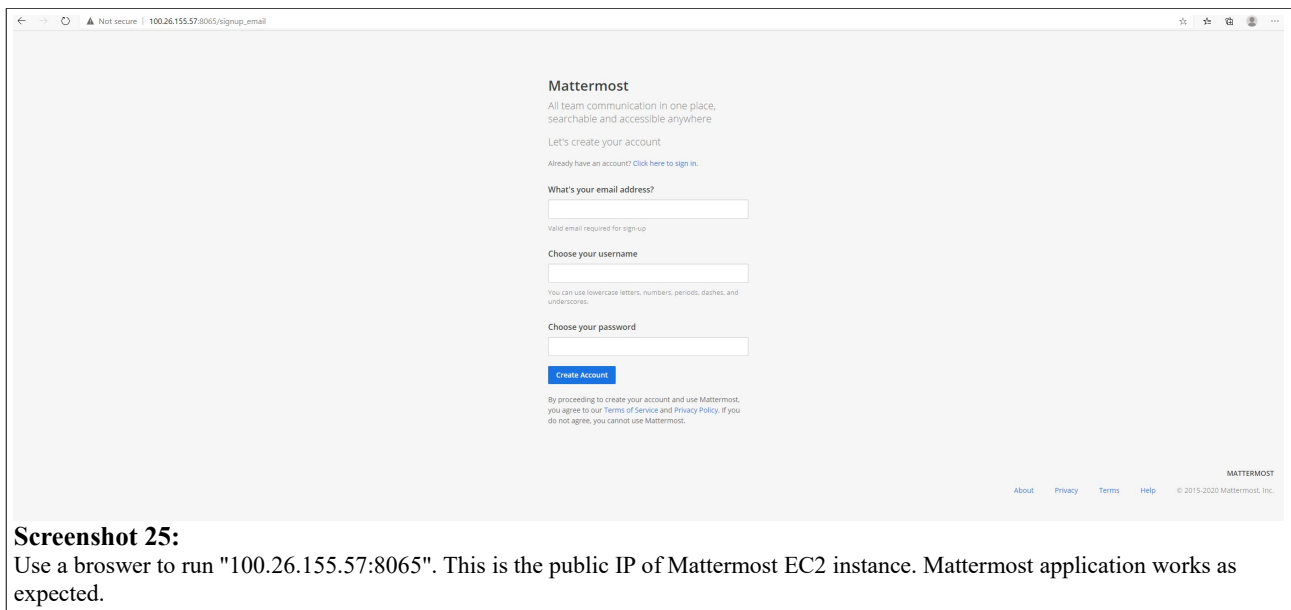 Not secure | 100.26.155.57:8065/signup_email
Mattermost
All team communication in one place,
searchable and accessible anywhere
Let's create your account
Already have an account? Click here to sign in.
What's your email address?
Valid email required for sign-up
Choose your username
You can use lowercase letters, numbers, periods, dashes, and
underscores.
Choose your password
Create Account
By proceeding to create your account and use Mattermost,
you agree to our Terms of Service and Privacy Policy. If you
do not agree, you cannot use Mattermost.
MATTERMOST
About Privacy Terms Help © 2015-2020 Mattermost, Inc.
Screenshot 25:
Use a broswer to run "100.26.155.57:8065". This is the public IP of Mattermost EC2 instance. Mattermost application works as
expected.